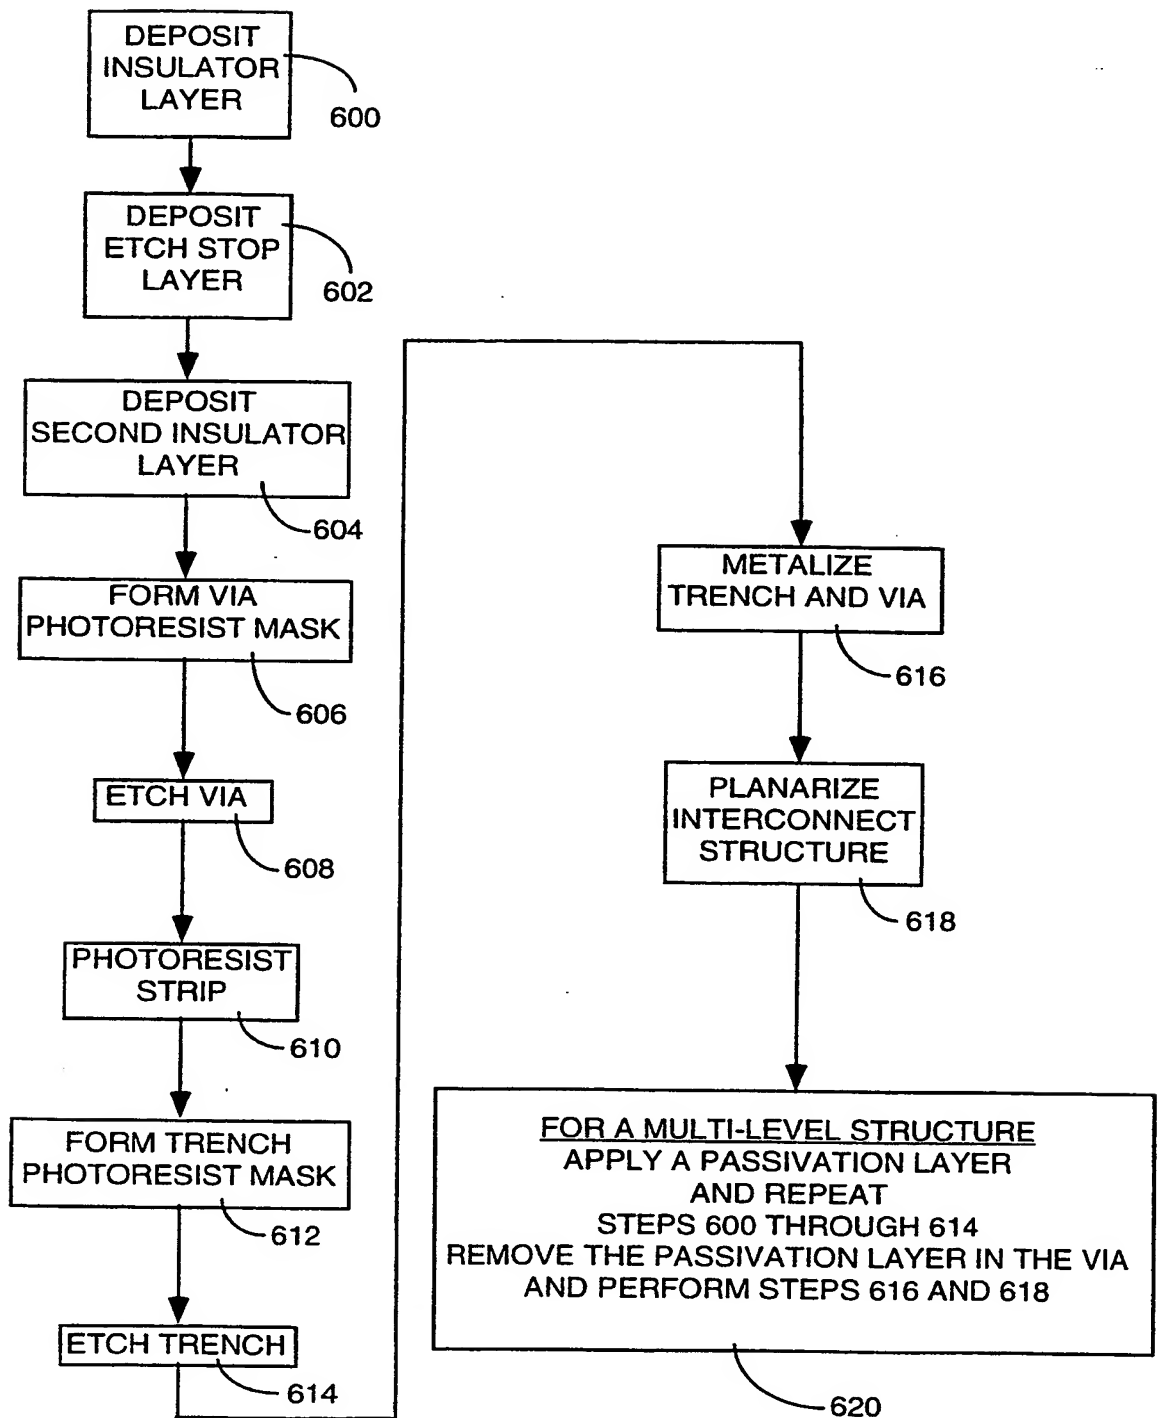 DEPOSIT
INSULATOR
LAYER
600
DEPOSIT
ETCH STOP
LAYER
602
DEPOSIT
SECOND INSULATOR
LAYER
604
FORM VIA
PHOTORESIST MASK
606
ETCH VIA
608
PHOTORESIST
STRIP
610
FORM TRENCH
PHOTORESIST MASK
612
ETCH TRENCH
614
METALIZE
TRENCH AND VIA
616
PLANARIZE
INTERCONNECT
STRUCTURE
618
FOR A MULTI-LEVEL STRUCTURE
APPLY A PASSIVATION LAYER
AND REPEAT
STEPS 600 THROUGH 614
REMOVE THE PASSIVATION LAYER IN THE VIA
AND PERFORM STEPS 616 AND 618
620